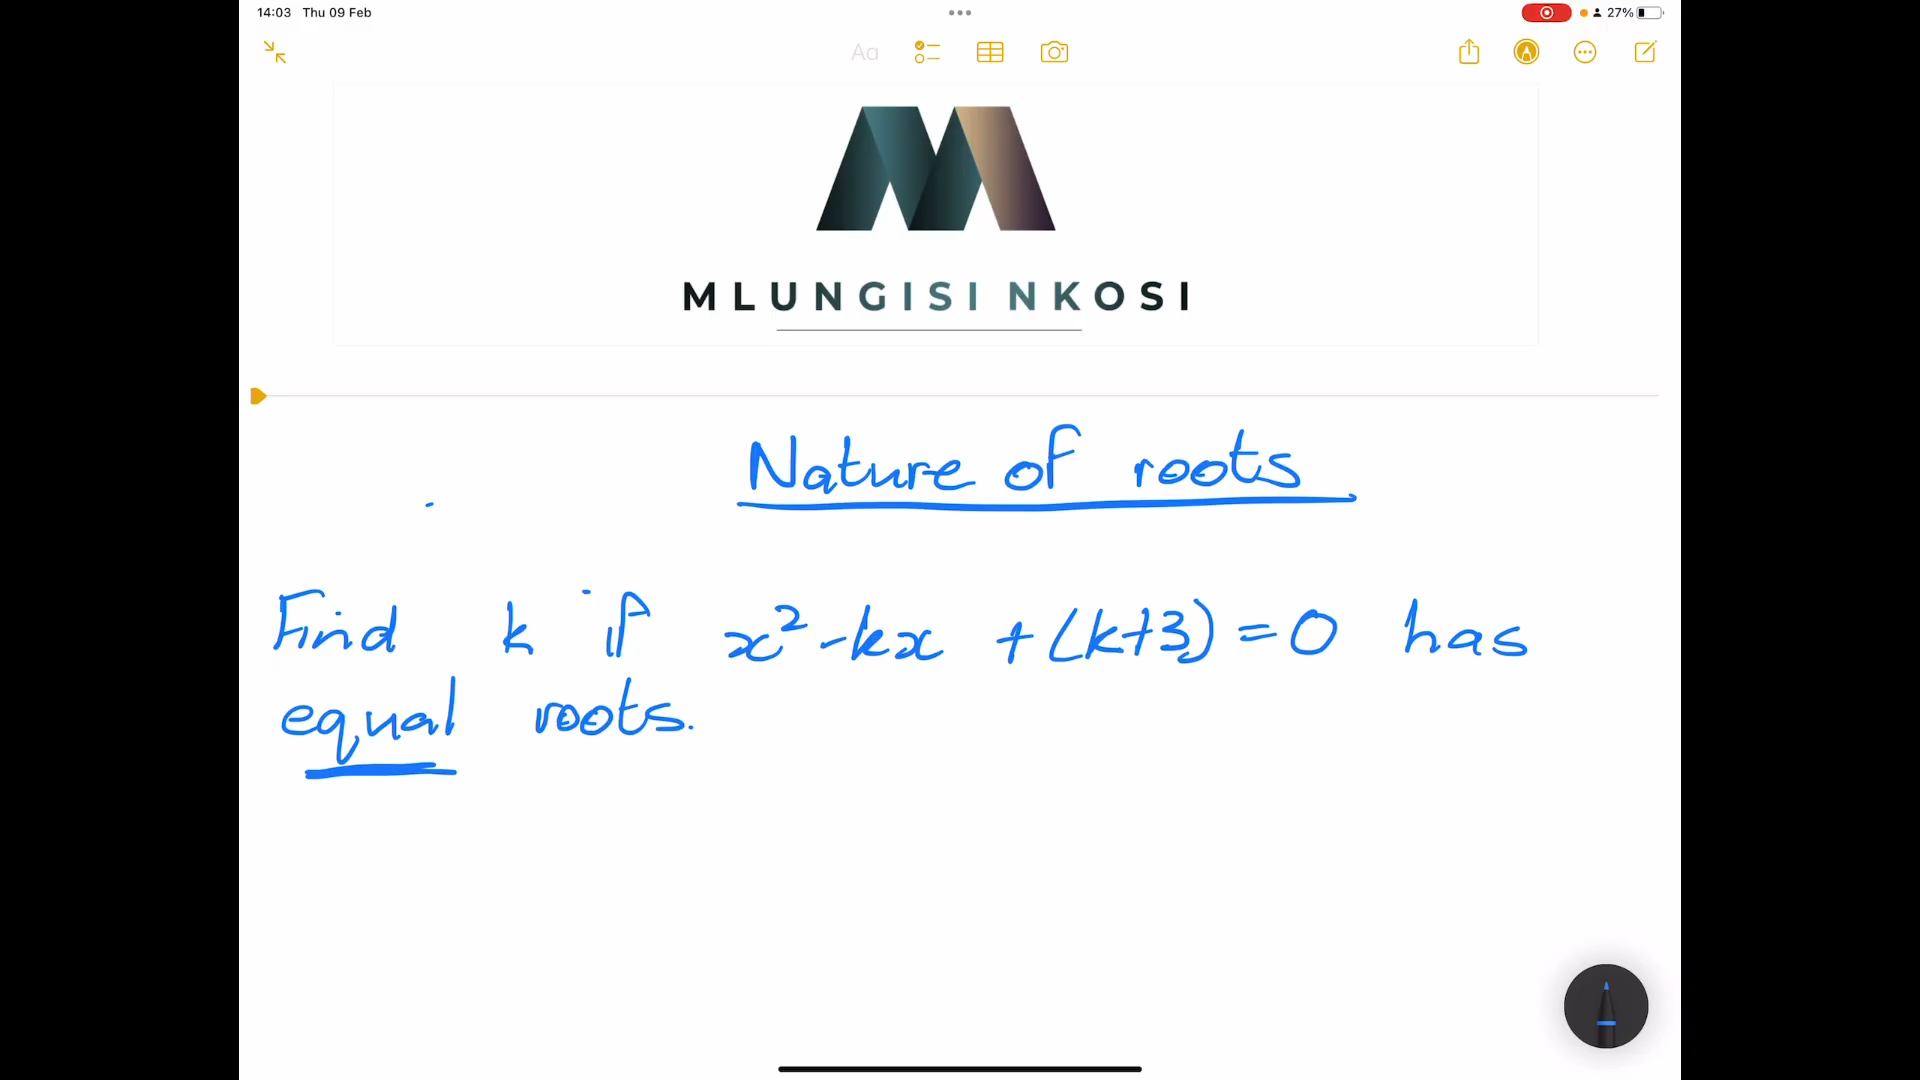 14:03 Thu 09 Feb
27%
Aa
MLUNGISI NKOSI
Nature of roots
Find k if x² - kx + (k+3) = 0 has
equal roots.